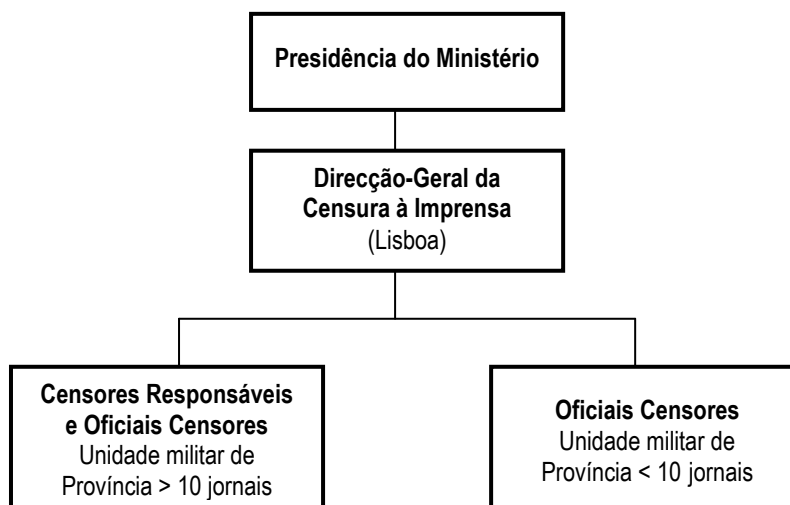 Presidência do Ministério
Direcção-Geral da
Censura à Imprensa
(Lisboa)
Censores Responsáveis
e Oficiais Censores
Unidade militar de
Província > 10 jornais
Oficiais Censores
Unidade militar de
Província < 10 jornais